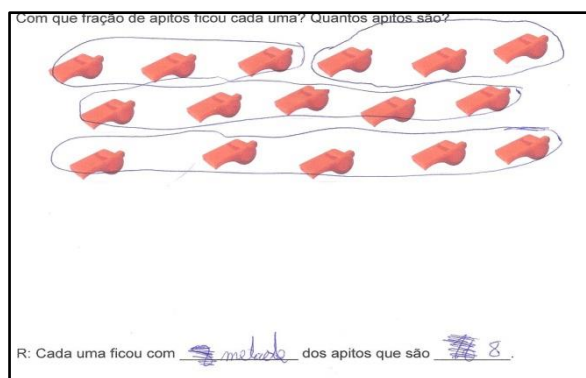 Com que fração de apitos ficou cada uma? Quantos apitos são?
R: Cada uma ficou com metade dos apitos que são 8.